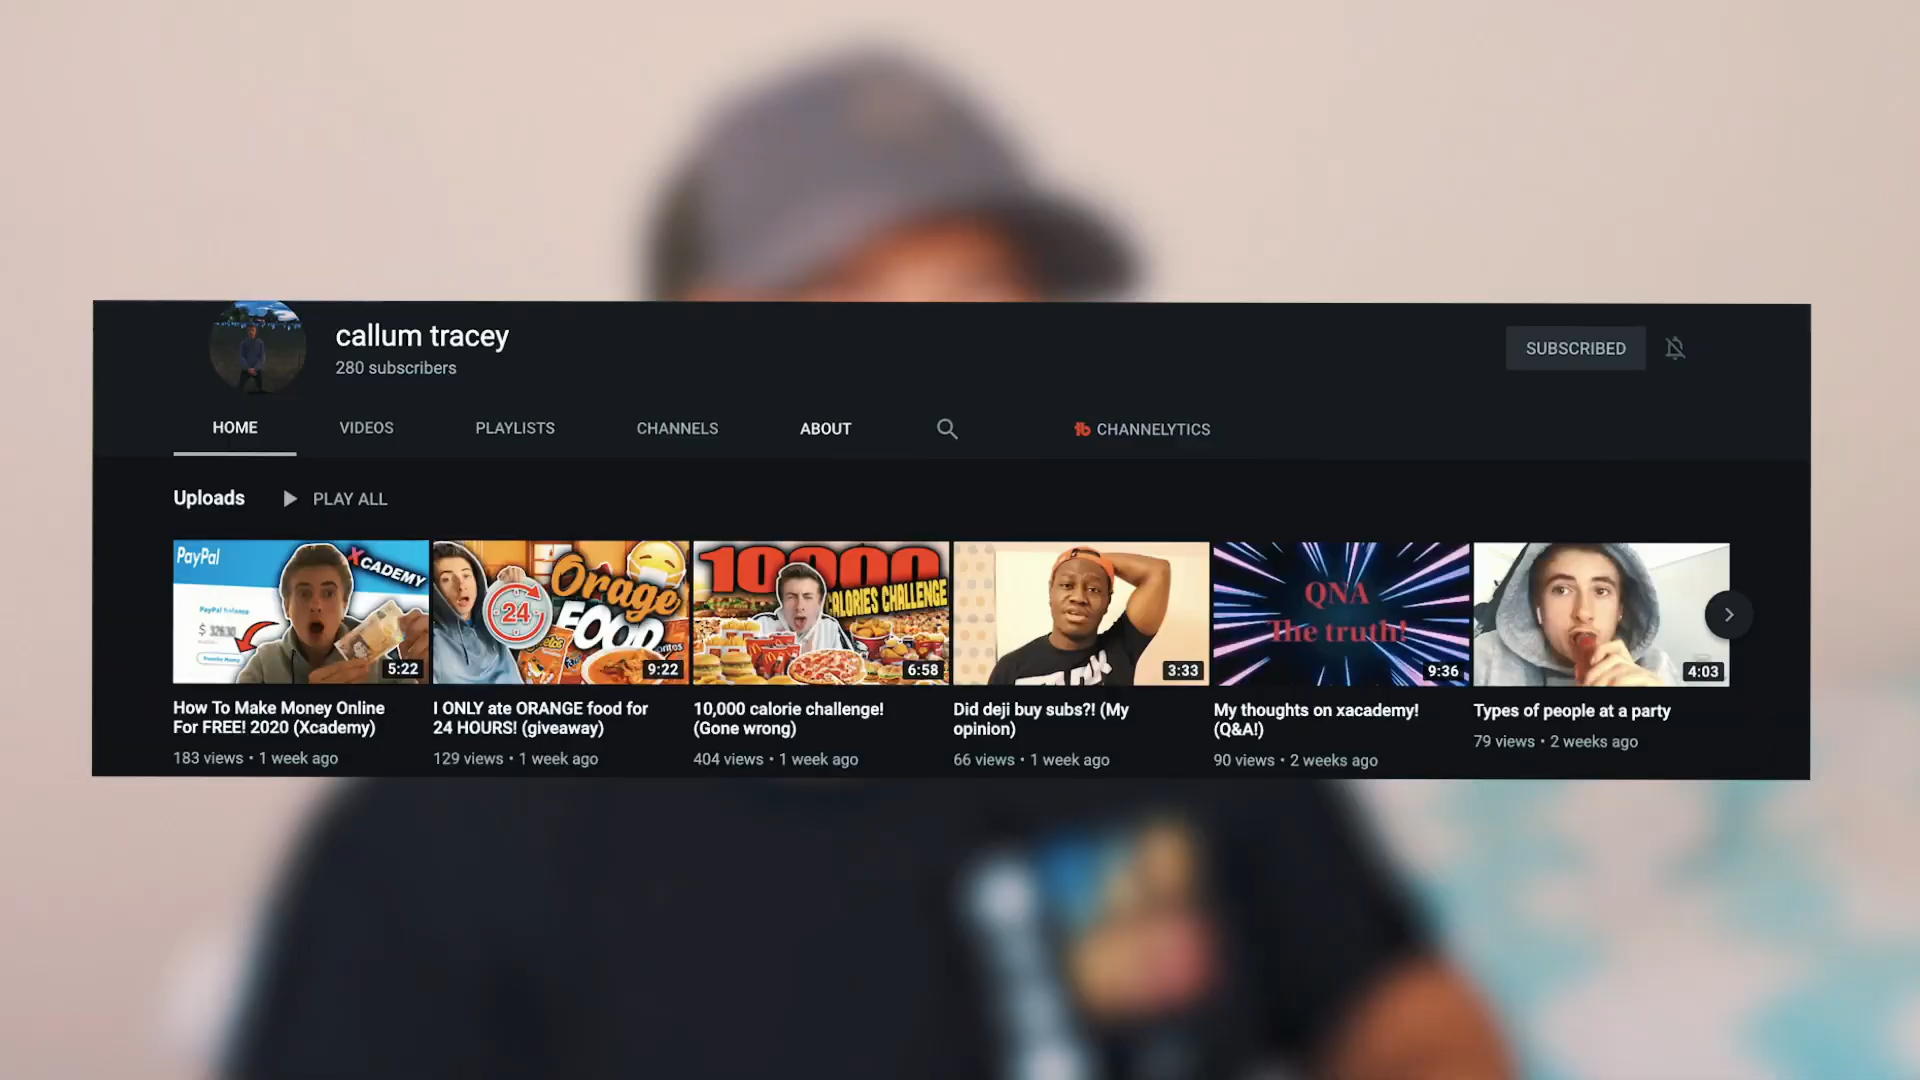 callum tracey
280 subscribers
SUBSCRIBED
HOME
VIDEOS
PLAYLISTS
CHANNELS
ABOUT
CHANNELYTICS
Uploads
PLAY ALL
PayPal
XCADEMY
PayPal balance
5:22
24
Orage
FOOD
9:22
10,000
CALORIES CHALLENGE
6:58
3:33
QNA
The truth!
9:36
4:03
How To Make Money Online
For FREE! 2020 (Xcademy)
183 views • 1 week ago
I ONLY ate ORANGE food for
24 HOURS! (giveaway)
129 views • 1 week ago
10,000 calorie challenge!
(Gone wrong)
404 views • 1 week ago
Did deji buy subs?! (My
opinion)
66 views • 1 week ago
My thoughts on xacademy!
(Q&A!)
90 views • 2 weeks ago
Types of people at a party
79 views • 2 weeks ago